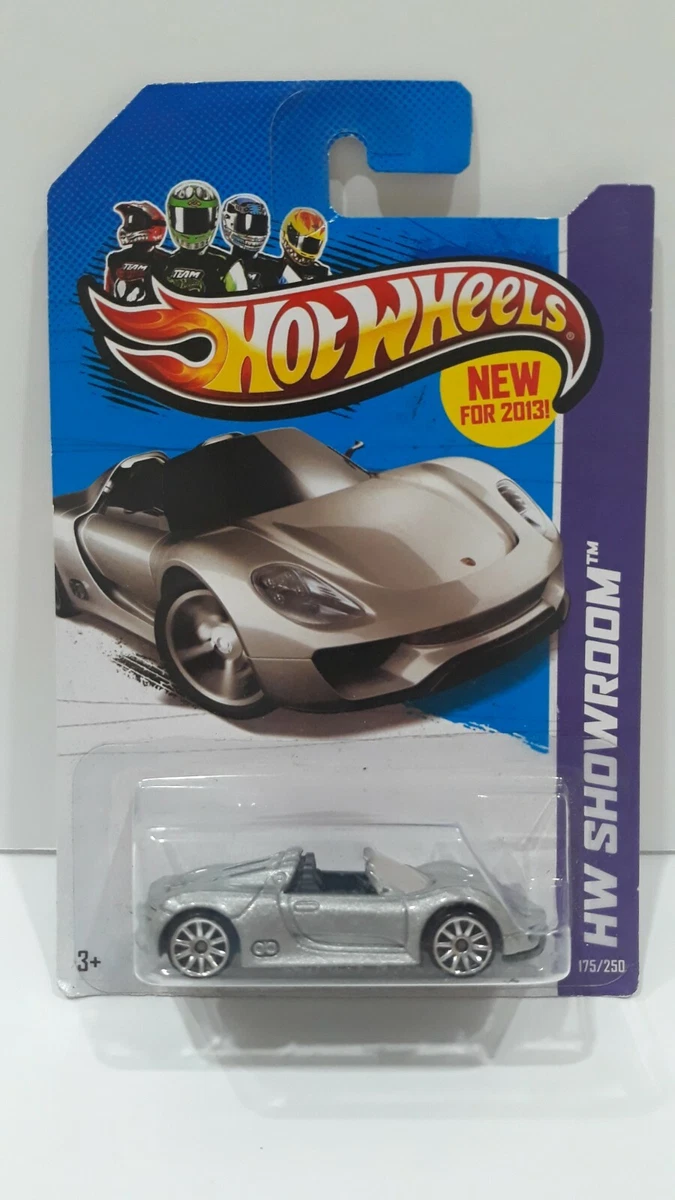 TEAM
TEAM
HOT WHEELS®
NEW
FOR 2013!
HW SHOWROOM™
3+
175/250